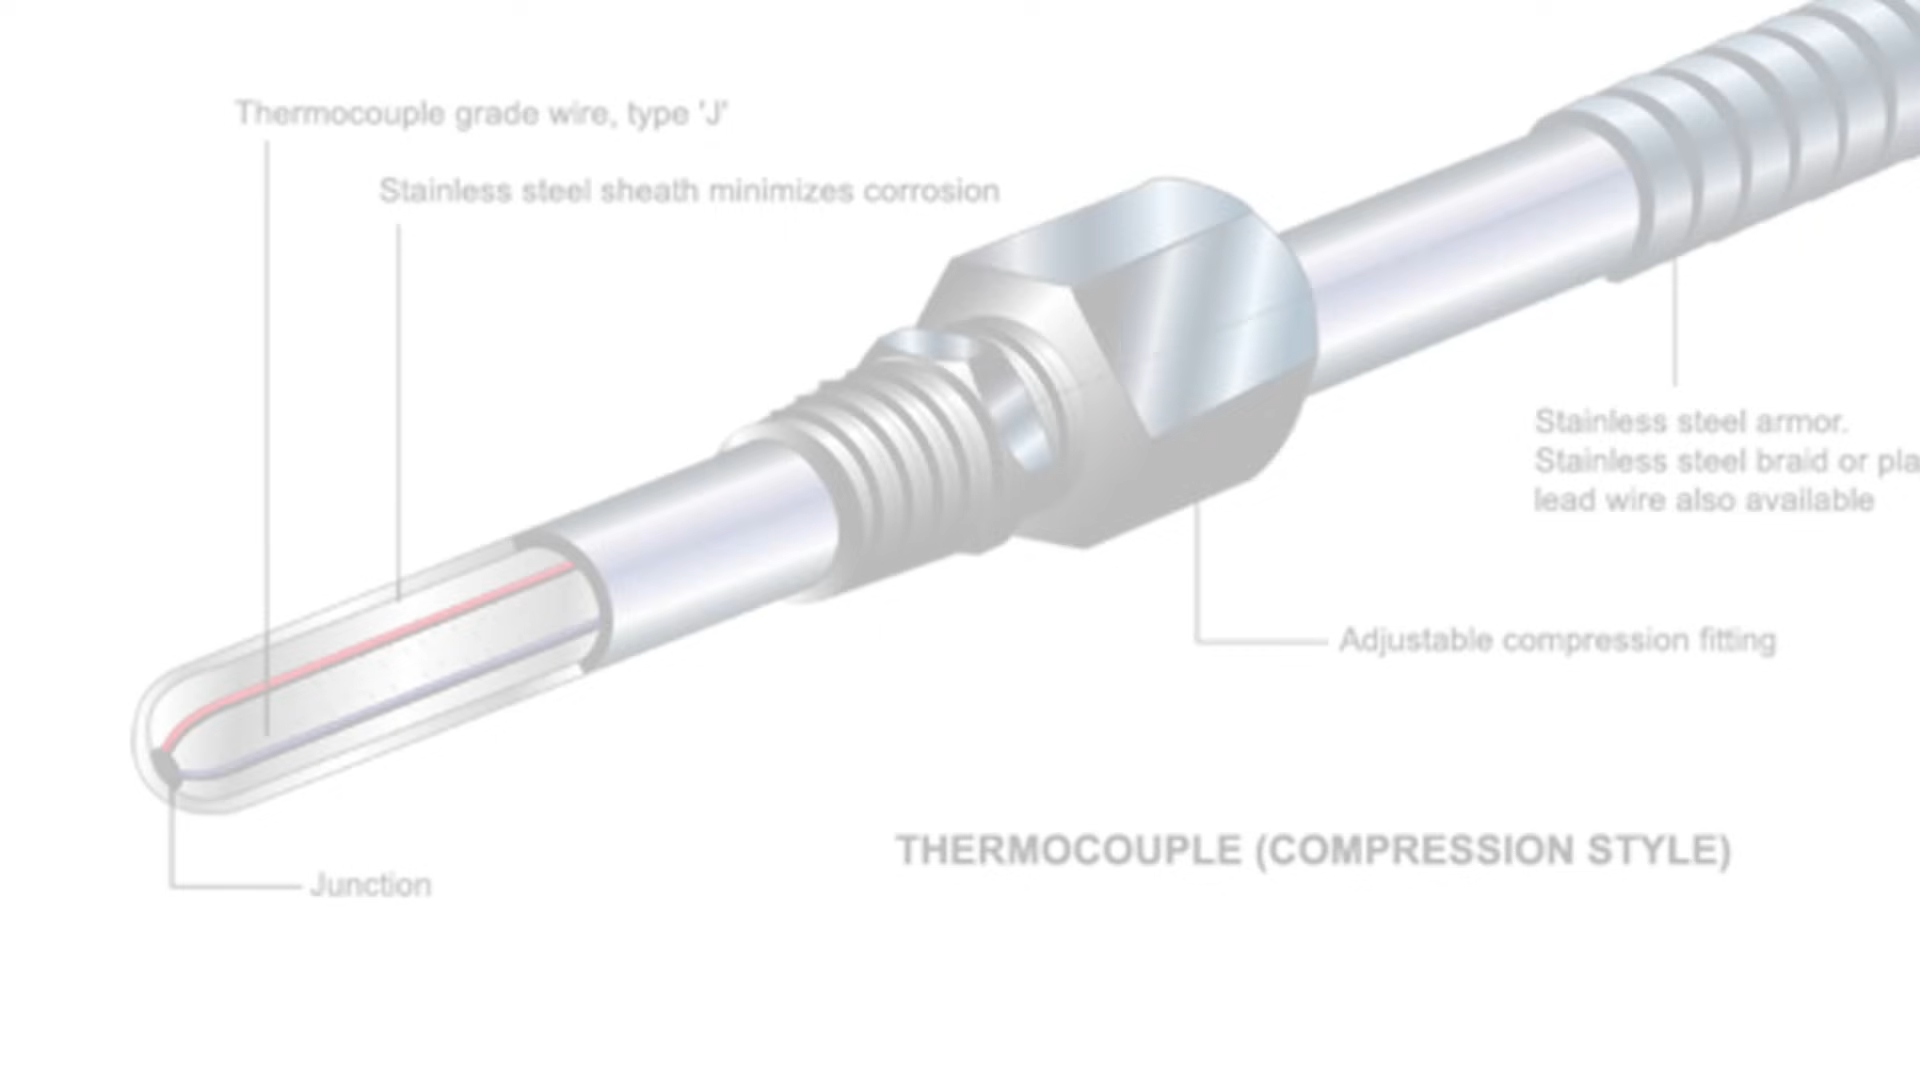 Thermocouple grade wire, type 'J'
Stainless steel sheath minimizes corrosion
Stainless steel armor.
Stainless steel braid or
lead wire also available
Adjustable compression fitting
THERMOCOUPLE (COMPRESSION STYLE)
Junction